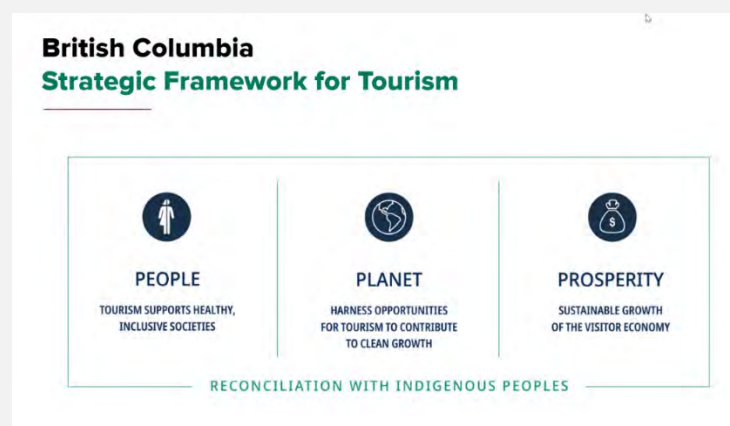 British Columbia
Strategic Framework for Tourism
PEOPLE
TOURISM SUPPORTS HEALTHY,
INCLUSIVE SOCIETIES
PLANET
HARNESS OPPORTUNITIES
FOR TOURISM TO CONTRIBUTE
TO CLEAN GROWTH
$
PROSPERITY
SUSTAINABLE GROWTH
OF THE VISITOR ECONOMY
RECONCILIATION WITH INDIGENOUS PEOPLES